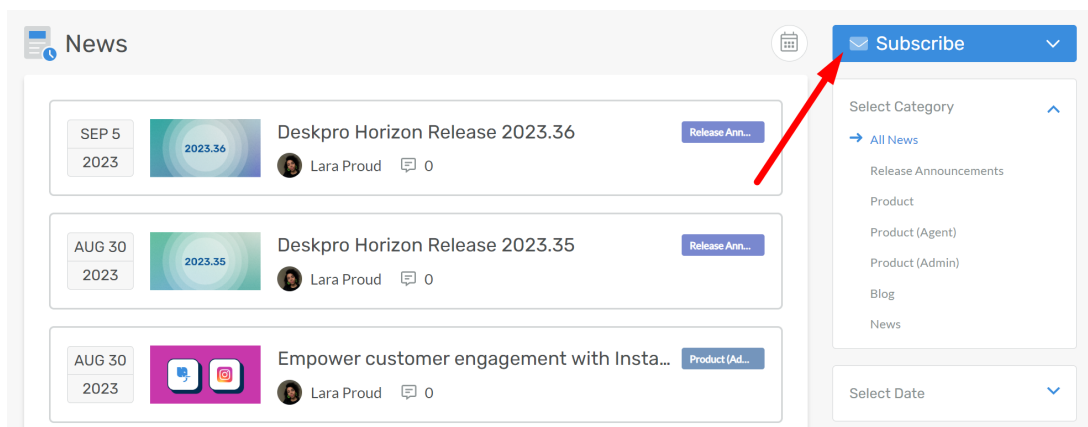 News
Subscribe
SEP 5
2023
2023.36
Deskpro Horizon Release 2023.36
Lara Proud 0
Release Ann...
AUG 30
2023
2023.35
Deskpro Horizon Release 2023.35
Lara Proud 0
Release Ann...
AUG 30
2023
Empower customer engagement with Insta...
Lara Proud 0
Product (Ad...
Select Category
All News
Release Announcements
Product
Product (Agent)
Product (Admin)
Blog
News
Select Date